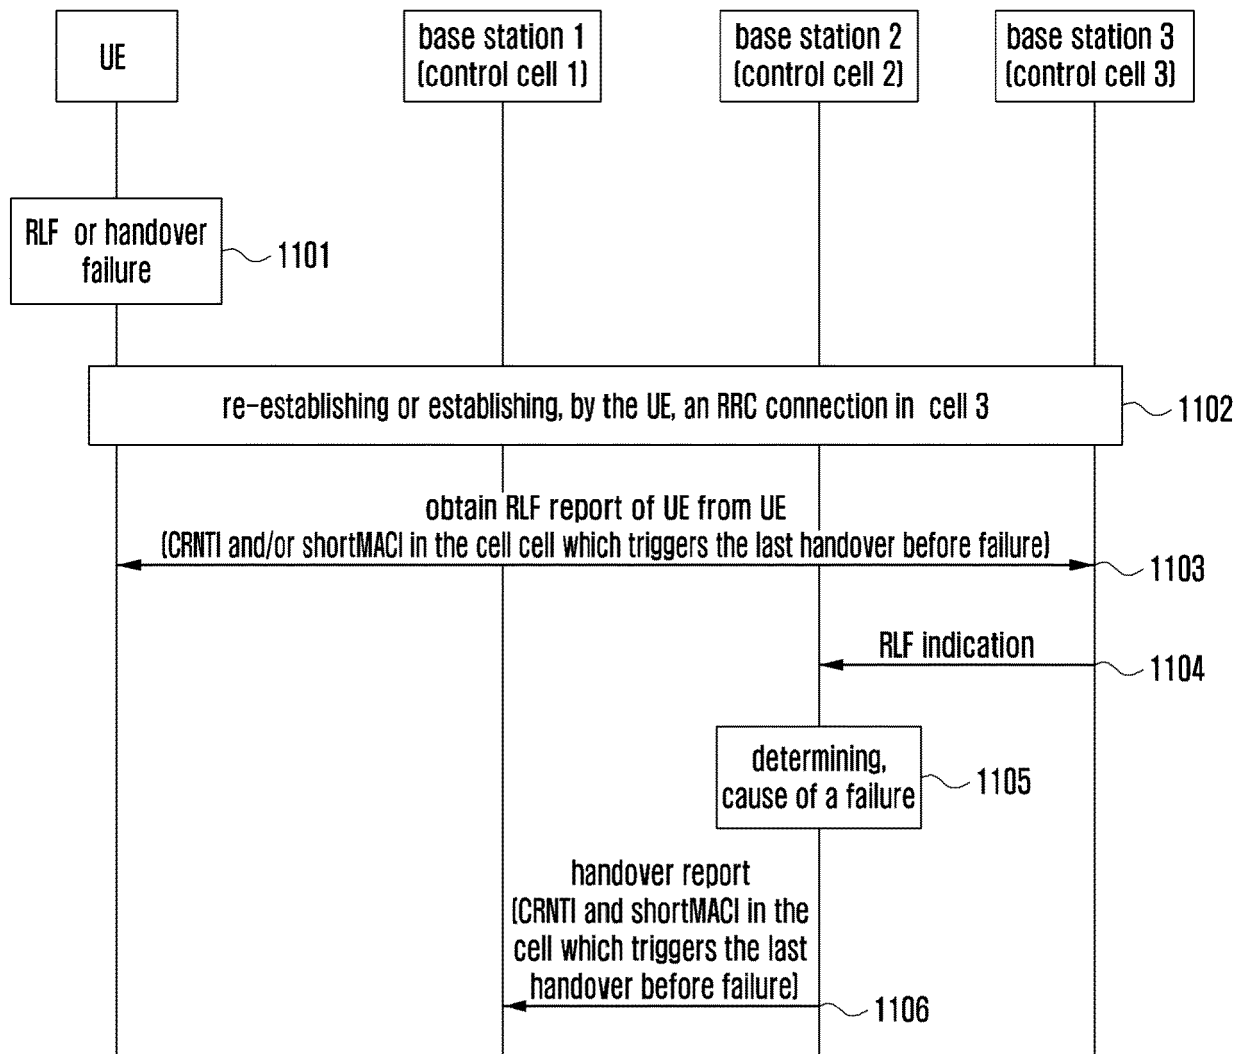 UE
base station 1
(control cell 1)
base station 2
(control cell 2)
base station 3
(control cell 3)
RLF or handover
failure
1101
re-establishing or establishing, by the UE, an RRC connection in cell 3
1102
obtain RLF report of UE from UE
(CRNTI and/or shortMACI in the cell cell which triggers the last handover before failure)
1103
RLF indication
1104
determining,
cause of a failure
1105
handover report
(CRNTI and shortMACI in the
cell which triggers the last
handover before failure)
1106